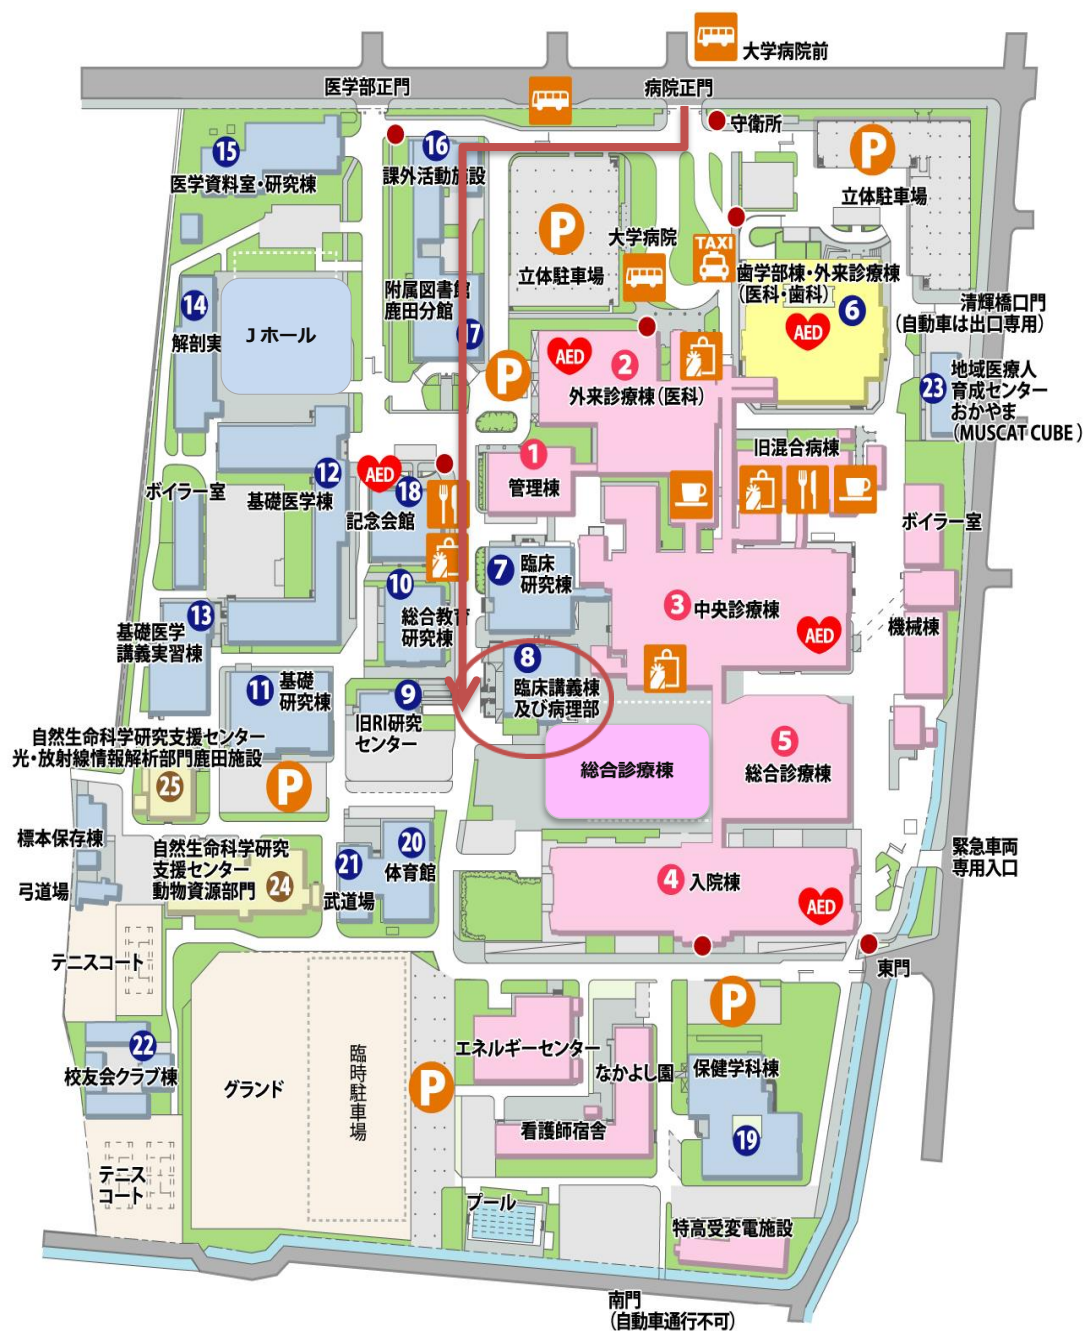 大学病院前
医学部正門
病院正門
守衛所
15
医学資料室・研究棟
16
課外活動施設
P
立体駐車場
P
立体駐車場
大学病院
TAXI
歯学部棟・外来診療棟
(医科・歯科)
6
AED
清輝橋口門
(自動車は出口専用)
14
解剖実
Jホール
附属図書館
鹿田分館
17
P
AED
2
外来診療棟(医科)
23
地域医療人
育成センター
おかやま
(MUSCAT CUBE)
1
管理棟
旧混合病棟
ボイラー室
12
基礎医学棟
AED
18
記念会館
ボイラー室
7
臨床
研究棟
10
総合教育
研究棟
3
中央診療棟
AED
機械棟
13
基礎医学
講義実習棟
11
基礎
研究棟
9
旧RI研究
センター
8
臨床講義棟
及び病理部
自然生命科学研究支援センター
光・放射線情報解析部門鹿田施設
25
P
総合診療棟
5
総合診療棟
標本保存棟
弓道場
自然生命科学研究
支援センター
動物資源部門
24
21
武道場
20
体育館
4
入院棟
AED
緊急車両
専用入口
東門
テニスコート
22
校友会クラブ棟
グランド
臨時駐車場
P
エネルギーセンター
なかよし園
看護師宿舎
P
保健学科棟
19
テニス
コート
プール
特高受変電施設
南門
(自動車通行不可)